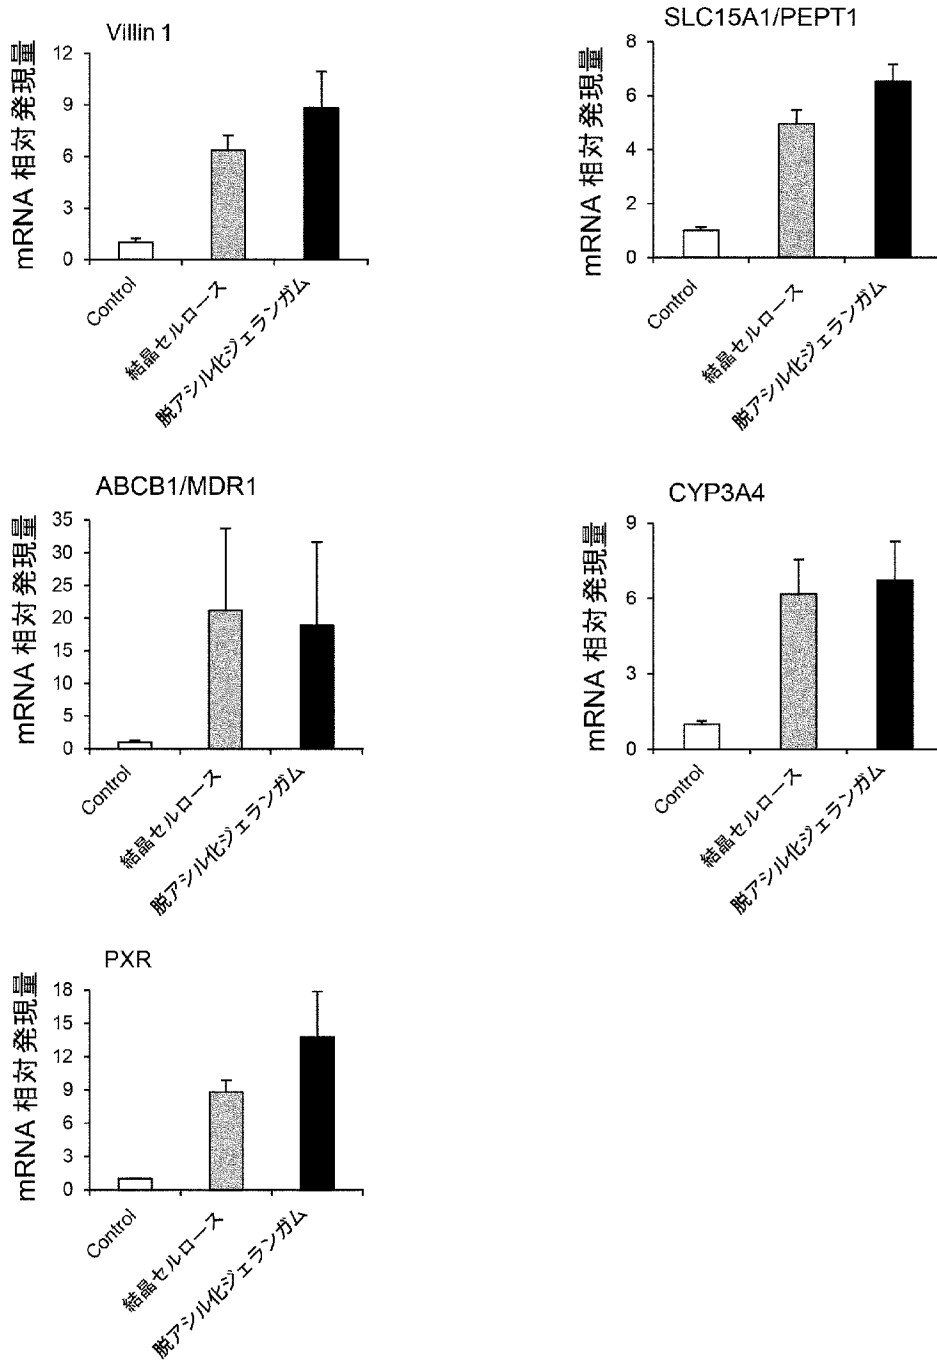 Villin 1
mRNA 相対発現量
12
9
6
3
0
Control
結晶セルロース
脱アシル化ジェランガム
SLC15A1/PEPT1
mRNA 相対発現量
8
6
4
2
0
Control
結晶セルロース
脱アシル化ジェランガム
ABCB1/MDR1
mRNA 相対発現量
35
30
25
20
15
10
5
0
Control
結晶セルロース
脱アシル化ジェランガム
CYP3A4
mRNA 相対発現量
9
6
3
0
Control
結晶セルロース
脱アシル化ジェランガム
PXR
mRNA 相対発現量
18
15
12
9
6
3
0
Control
結晶セルロース
脱アシル化ジェランガム